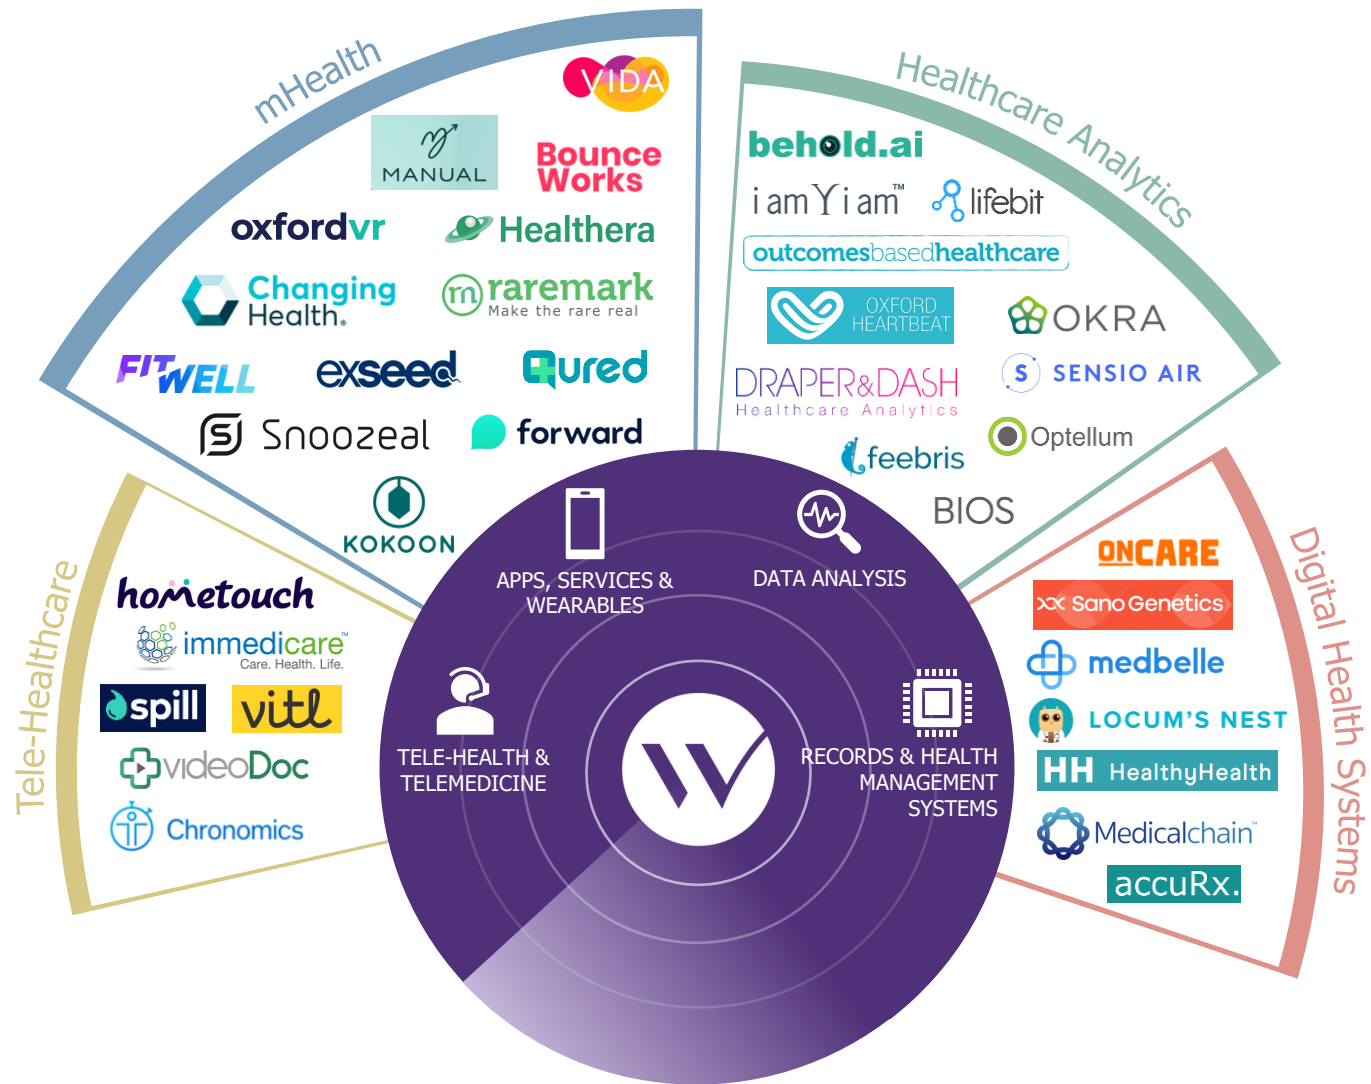 mHealth
VIDA
MANUAL
Bounce
Works
oxfordvr
Healthera
Changing
Health.
raremark
Make the rare real
FITWELL
exseed
Qured
Snoozeal
forward
KOKOON
Healthcare Analytics
behold.ai
i am Y i am™
lifebit
outcomesbasedhealthcare
OXFORD
HEARTBEAT
OKRA
DRAPER&DASH
Healthcare Analytics
S SENSIO AIR
Optellum
feebris
BIOS
Tele-Healthcare
hometouch
immedicare™
Care. Health. Life.
spill
vitl
videoDoc
Chronomics
Digital Health Systems
ONCARE
Sano Genetics
medbelle
LOCUM'S NEST
HH HealthyHealth
Medicalchain™
accuRx.
APPS, SERVICES &
WEARABLES
DATA ANALYSIS
TELE-HEALTH &
TELEMEDICINE
RECORDS & HEALTH
MANAGEMENT
SYSTEMS
W